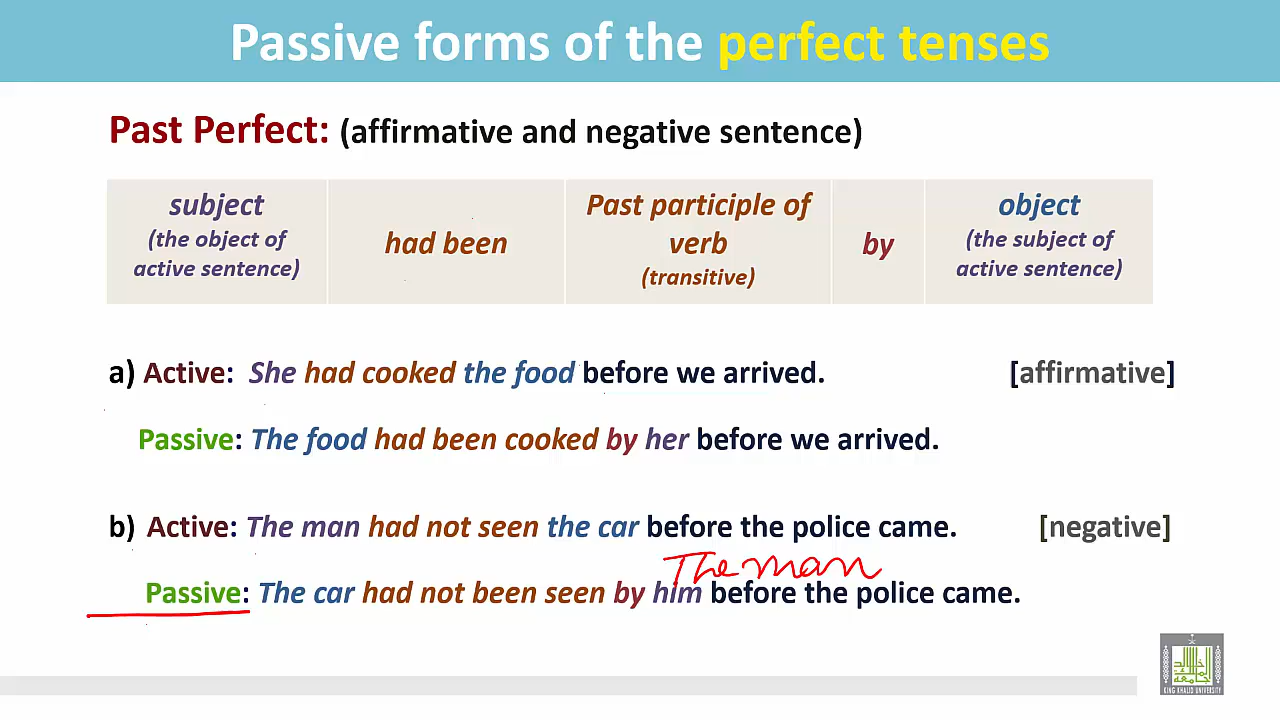 Passive forms of the perfect tenses
Past Perfect: (affirmative and negative sentence)
subject
(the object of
active sentence)
had been
Past participle of
verb
(transitive)
by
object
(the subject of
active sentence)
a) Active: She had cooked the food before we arrived. [affirmative]
Passive: The food had been cooked by her before we arrived.
b) Active: The man had not seen the car before the police came. [negative]
The man
Passive: The car had not been seen by him before the police came.
KING KHALID UNIVERSITY